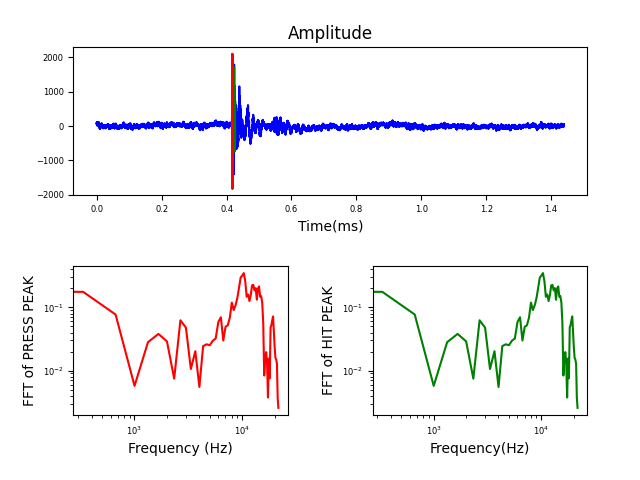 Amplitude
2000
1000
0
−1000
−2000
0.0 0.2 0.4 0.6 0.8 1.0 1.2 1.4
Time(ms)
FFT of PRESS PEAK
10⁻¹
10⁻²
10³ 10⁴
Frequency (Hz)
FFT of HIT PEAK
10⁻¹
10⁻²
10³ 10⁴
Frequency(Hz)